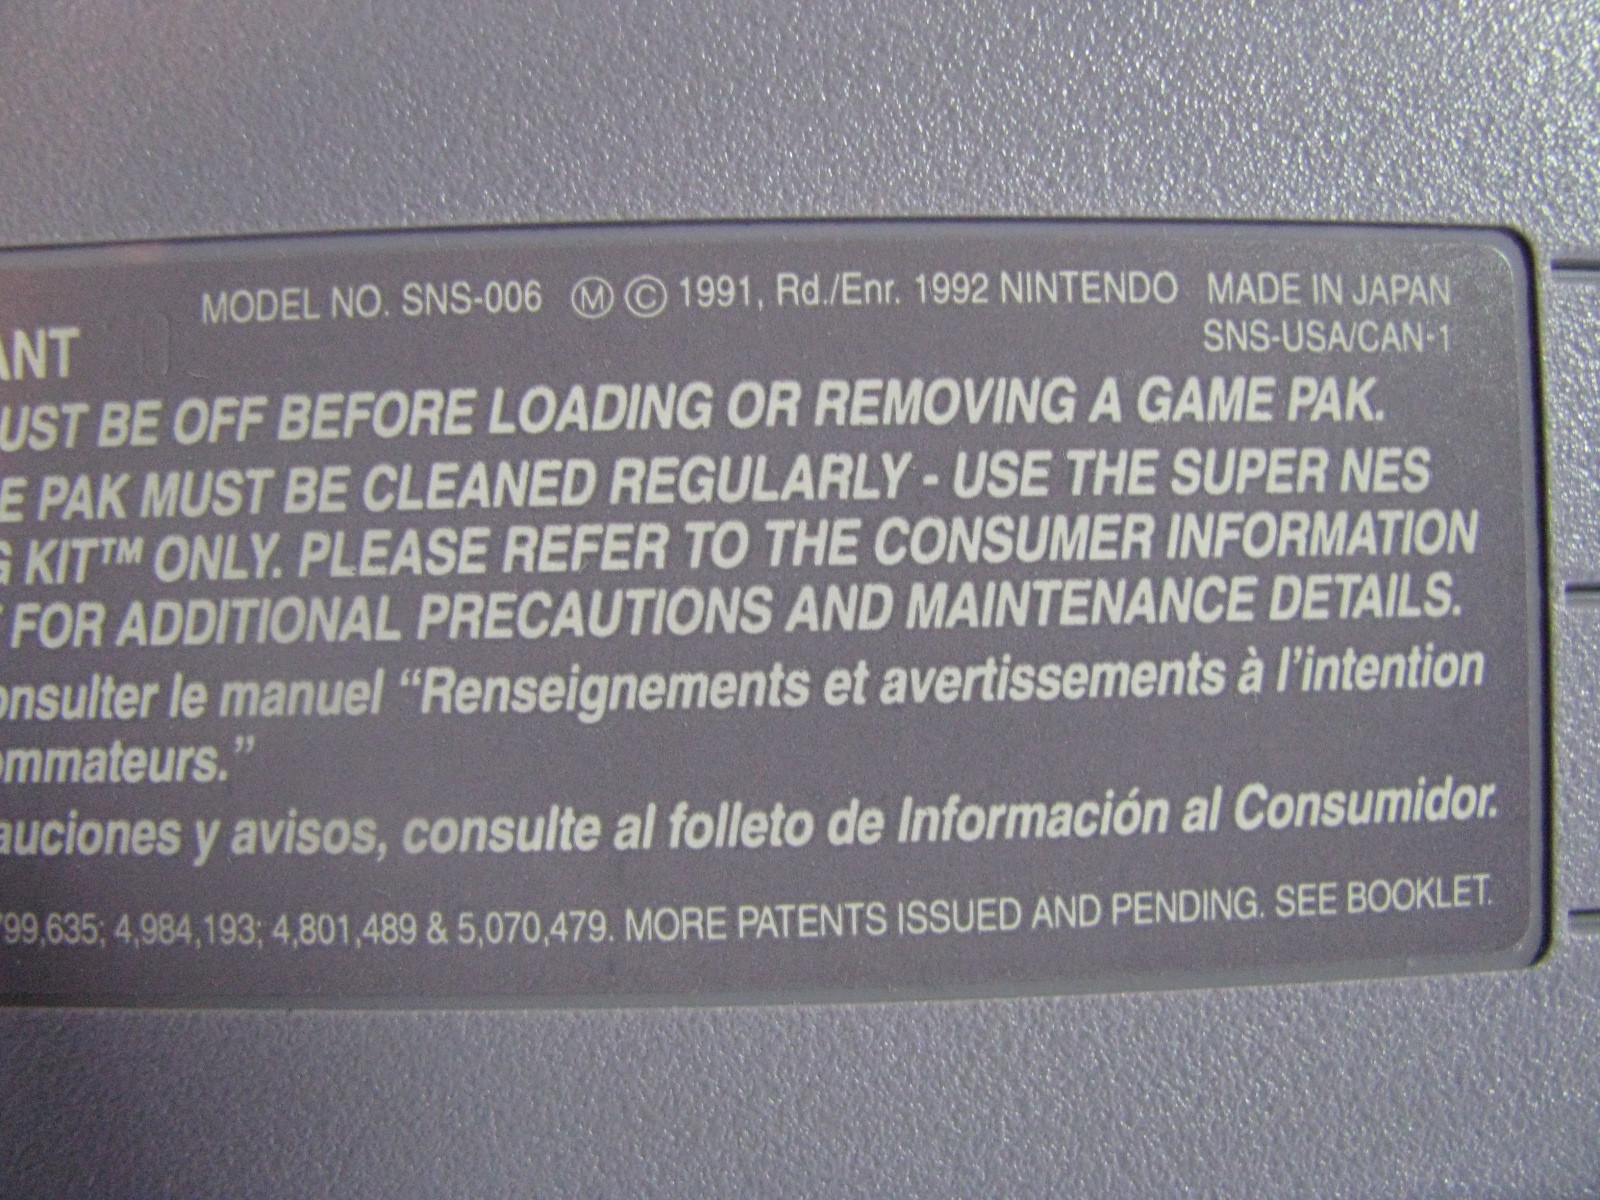 MODEL NO. SNS-006 Ⓜ © 1991, Rd./Enr. 1992 NINTENDO MADE IN JAPAN
SNS-USA/CAN-1
ANT
UST BE OFF BEFORE LOADING OR REMOVING A GAME PAK.
E PAK MUST BE CLEANED REGULARLY - USE THE SUPER NES
G KIT™ ONLY. PLEASE REFER TO THE CONSUMER INFORMATION
T FOR ADDITIONAL PRECAUTIONS AND MAINTENANCE DETAILS.
onsulter le manuel “Renseignements et avertissements à l’intention
ommateurs.”
auciones y avisos, consulte al folleto de Información al Consumidor.
799,635; 4,984,193; 4,801,489 & 5,070,479. MORE PATENTS ISSUED AND PENDING. SEE BOOKLET.